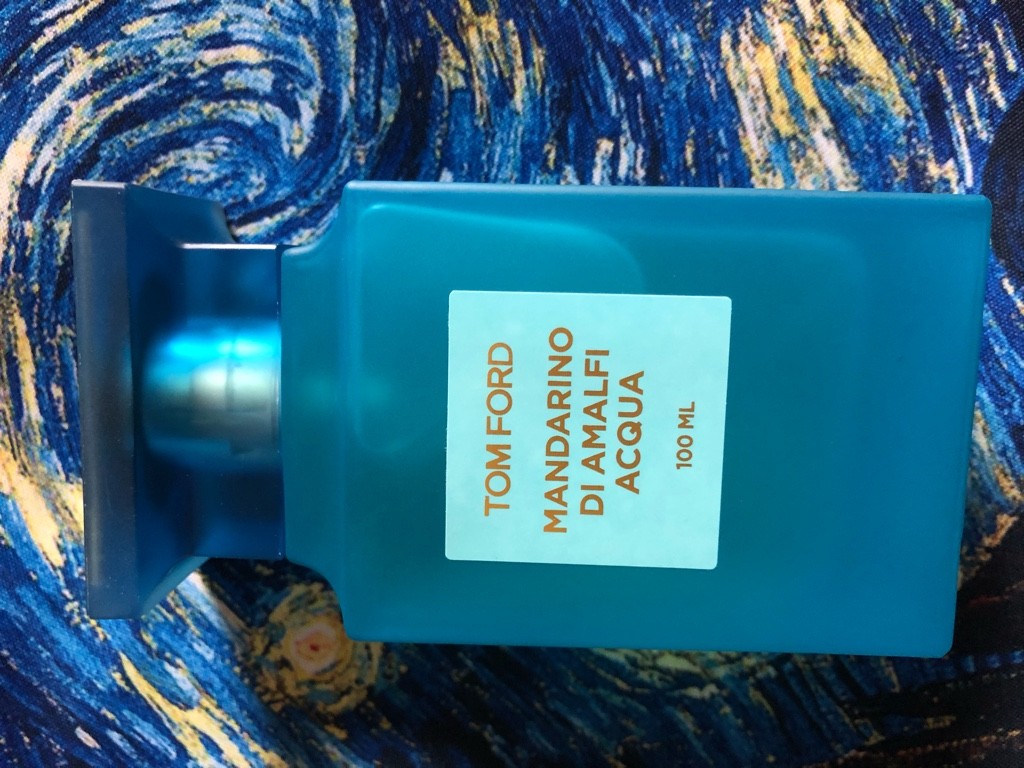 TOM FORD
MANDARINO
DI AMALFI
ACQUA
100 ML